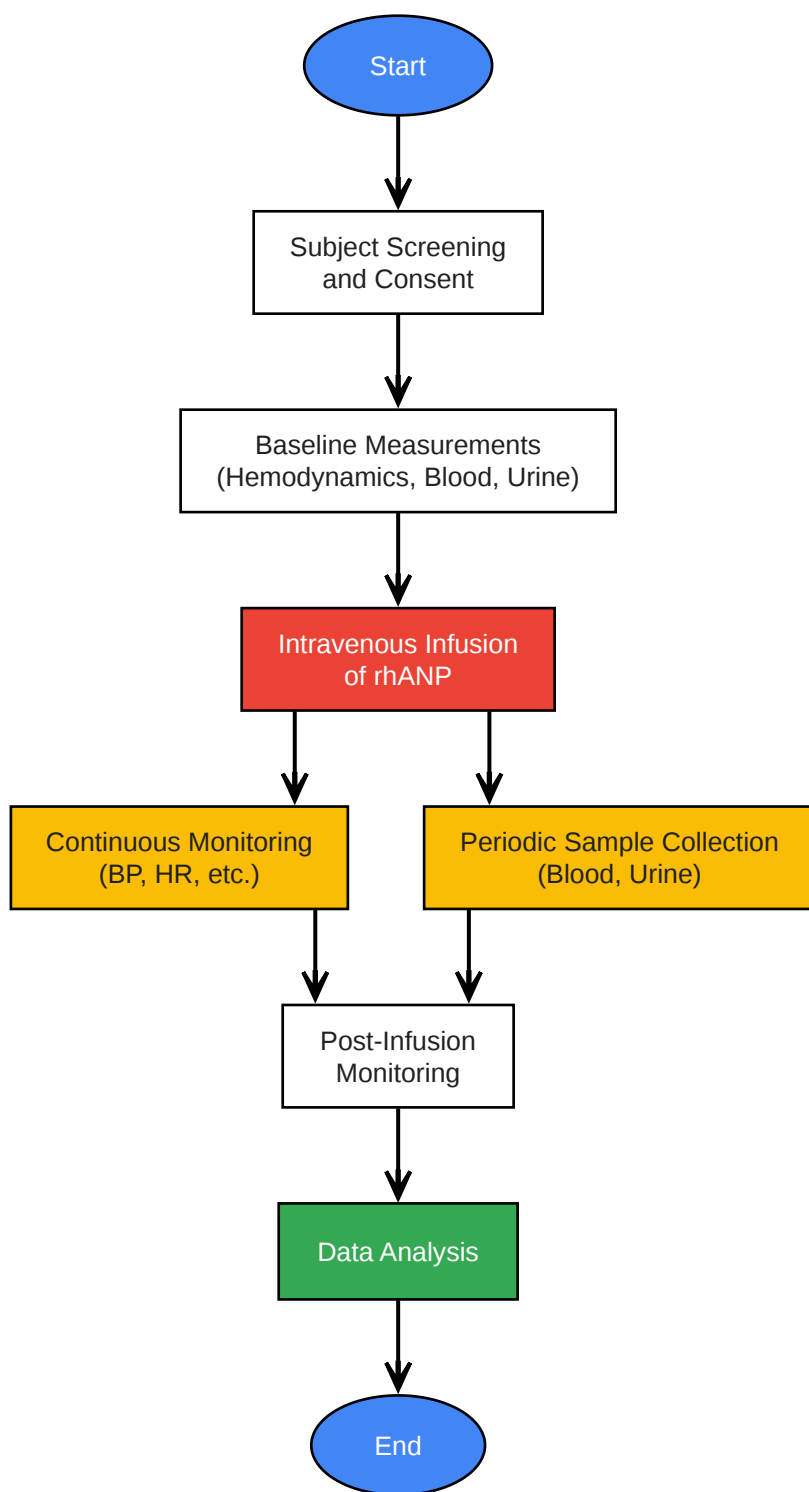 Start
Subject Screening
and Consent
Baseline Measurements
(Hemodynamics, Blood, Urine)
Intravenous Infusion
of rhANP
Continuous Monitoring
(BP, HR, etc.)
Periodic Sample Collection
(Blood, Urine)
Post-Infusion
Monitoring
Data Analysis
End